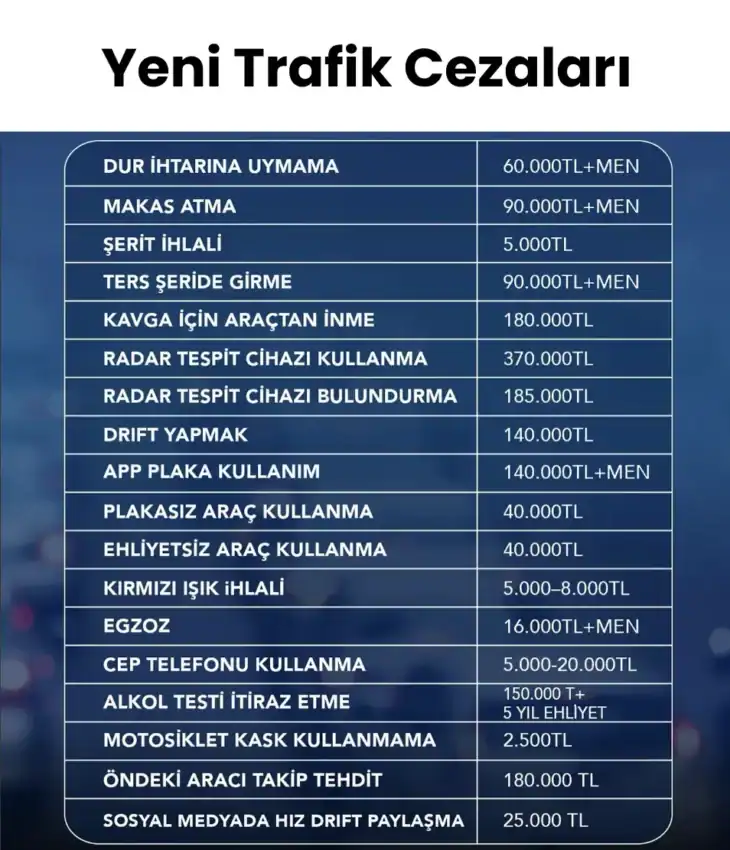 Yeni Trafik Cezaları
DUR İHTARINA UYMAMA 60.000TL+MEN
MAKAS ATMA 90.000TL+MEN
ŞERİT İHLALİ 5.000TL
TERS ŞERİDE GİRME 90.000TL+MEN
KAVGA İÇİN ARAÇTAN İNME 180.000TL
RADAR TESPİT CİHAZI KULLANMA 370.000TL
RADAR TESPİT CİHAZI BULUNDURMA 185.000TL
DRIFT YAPMAK 140.000TL
APP PLAKA KULLANIM 140.000TL+MEN
PLAKASIZ ARAÇ KULLANMA 40.000TL
EHLİYETSİZ ARAÇ KULLANMA 40.000TL
KIRMIZI IŞIK iHLALİ 5.000–8.000TL
EGZOZ 16.000TL+MEN
CEP TELEFONU KULLANMA 5.000-20.000TL
ALKOL TESTİ İTİRAZ ETME 150.000 T+
5 YIL EHLİYET
MOTOSİKLET KASK KULLANMAMA 2.500TL
ÖNDEKİ ARACI TAKİP TEHDİT 180.000 TL
SOSYAL MEDYADA HIZ DRIFT PAYLAŞMA 25.000 TL